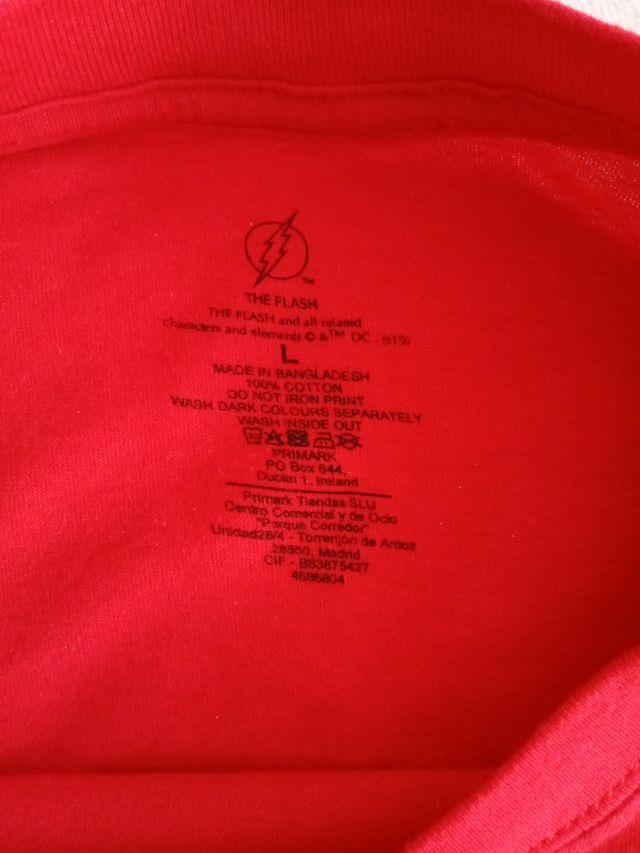 TM
THE FLASH
THE FLASH and all related
characters and elements © & TM DC. (s19)
L
MADE IN BANGLADESH
100% COTTON
DO NOT IRON PRINT
WASH DARK COLOURS SEPARATELY
WASH INSIDE OUT
PRIMARK
PO Box 644,
Dublin 1, Ireland
Primark Tiendas SLU
Centro Comercial y de Ocio
"Parque Corredor"
Unidad28/4 - Torrenjón de Ardoz
28850, Madrid
CIF - B83875427
4686804